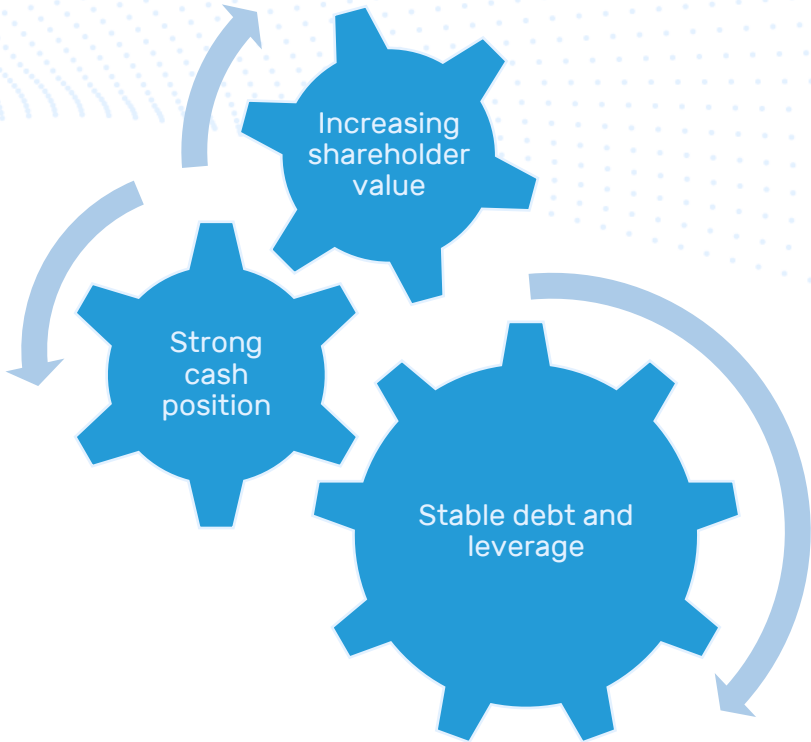 Increasing
shareholder
value
Strong
cash
position
Stable debt and
leverage